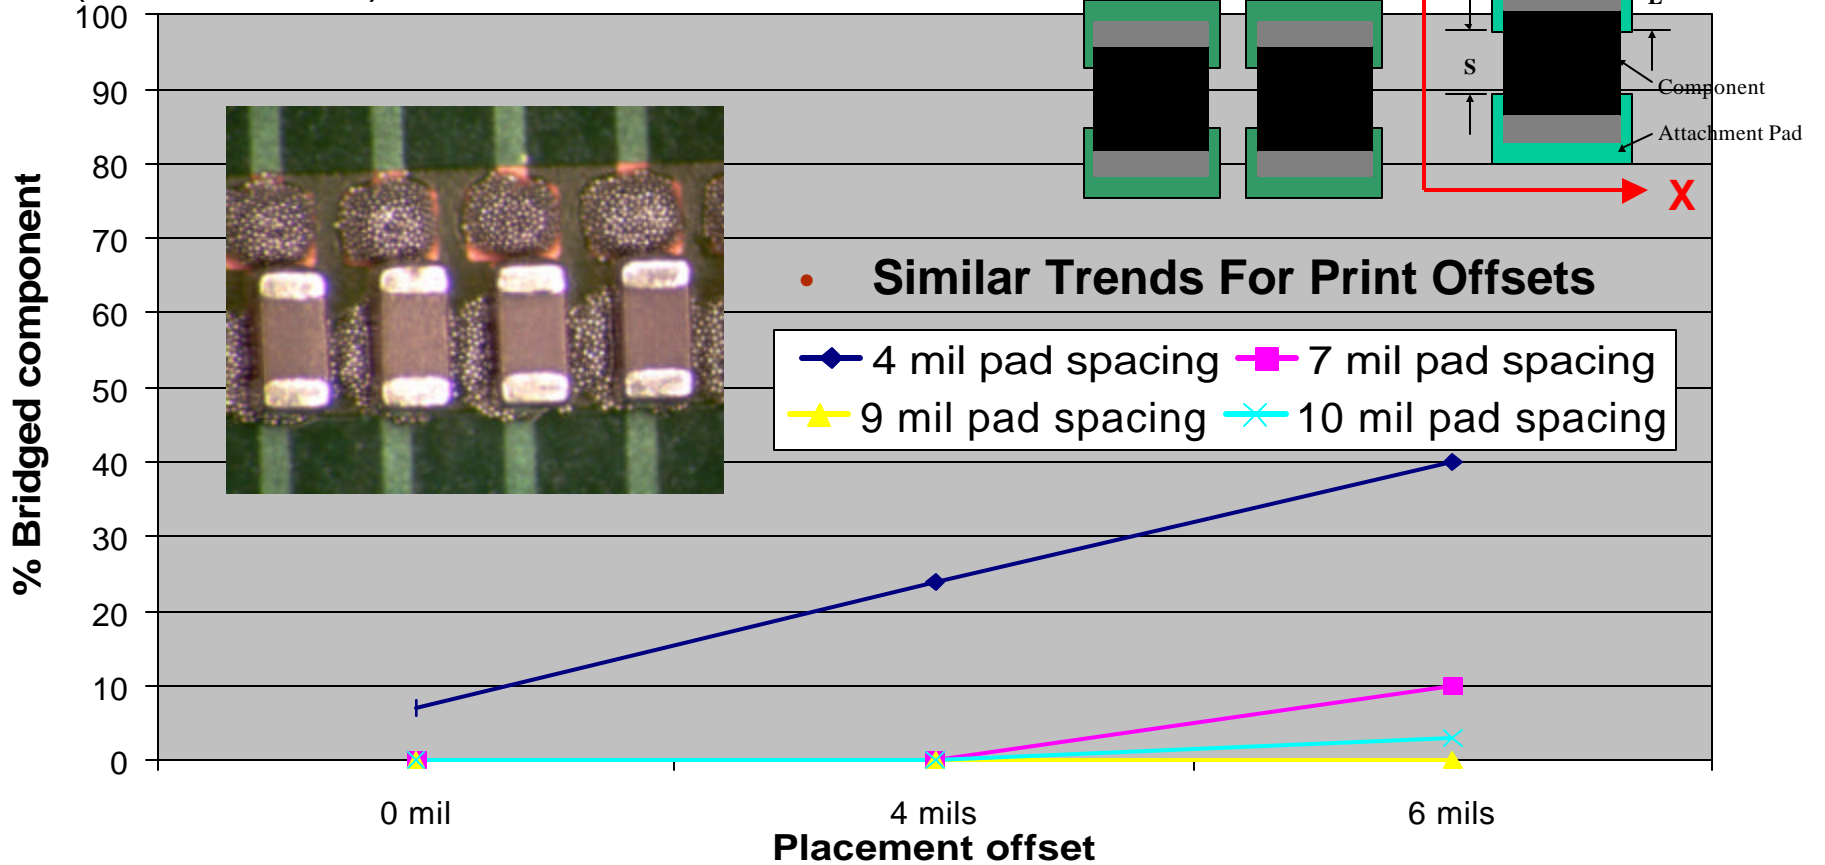 100
90
80
70
60
50
40
30
20
10
0
% Bridged component
S
Component
Attachment Pad
X
• Similar Trends For Print Offsets
4 mil pad spacing
7 mil pad spacing
9 mil pad spacing
10 mil pad spacing
0 mil
4 mils
6 mils
Placement offset